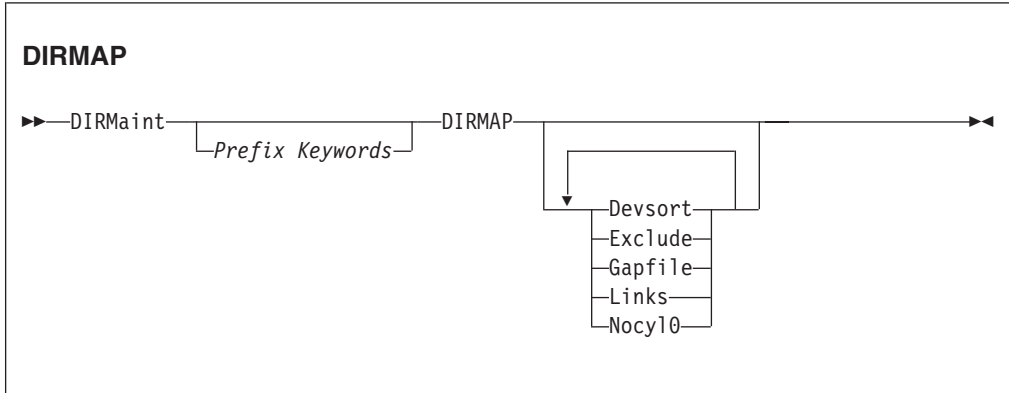 DIRMAP
DIRMaint DIRMAP
Prefix Keywords
Devsort
Exclude
Gapfile
Links
Nocyl0